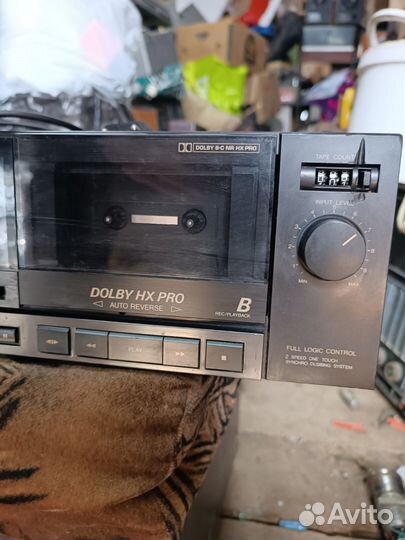 DOLBY B-C NR HX PRO
TAPE COUNT
INPUT LEVEL
MIN MAX
DOLBY HX PRO
AUTO REVERSE
B
REC/PLAYBACK
PLAY
FULL LOGIC CONTROL
2 SPEED ONE TOUCH
SYNCHRO DUBBING SYSTEM
Avito